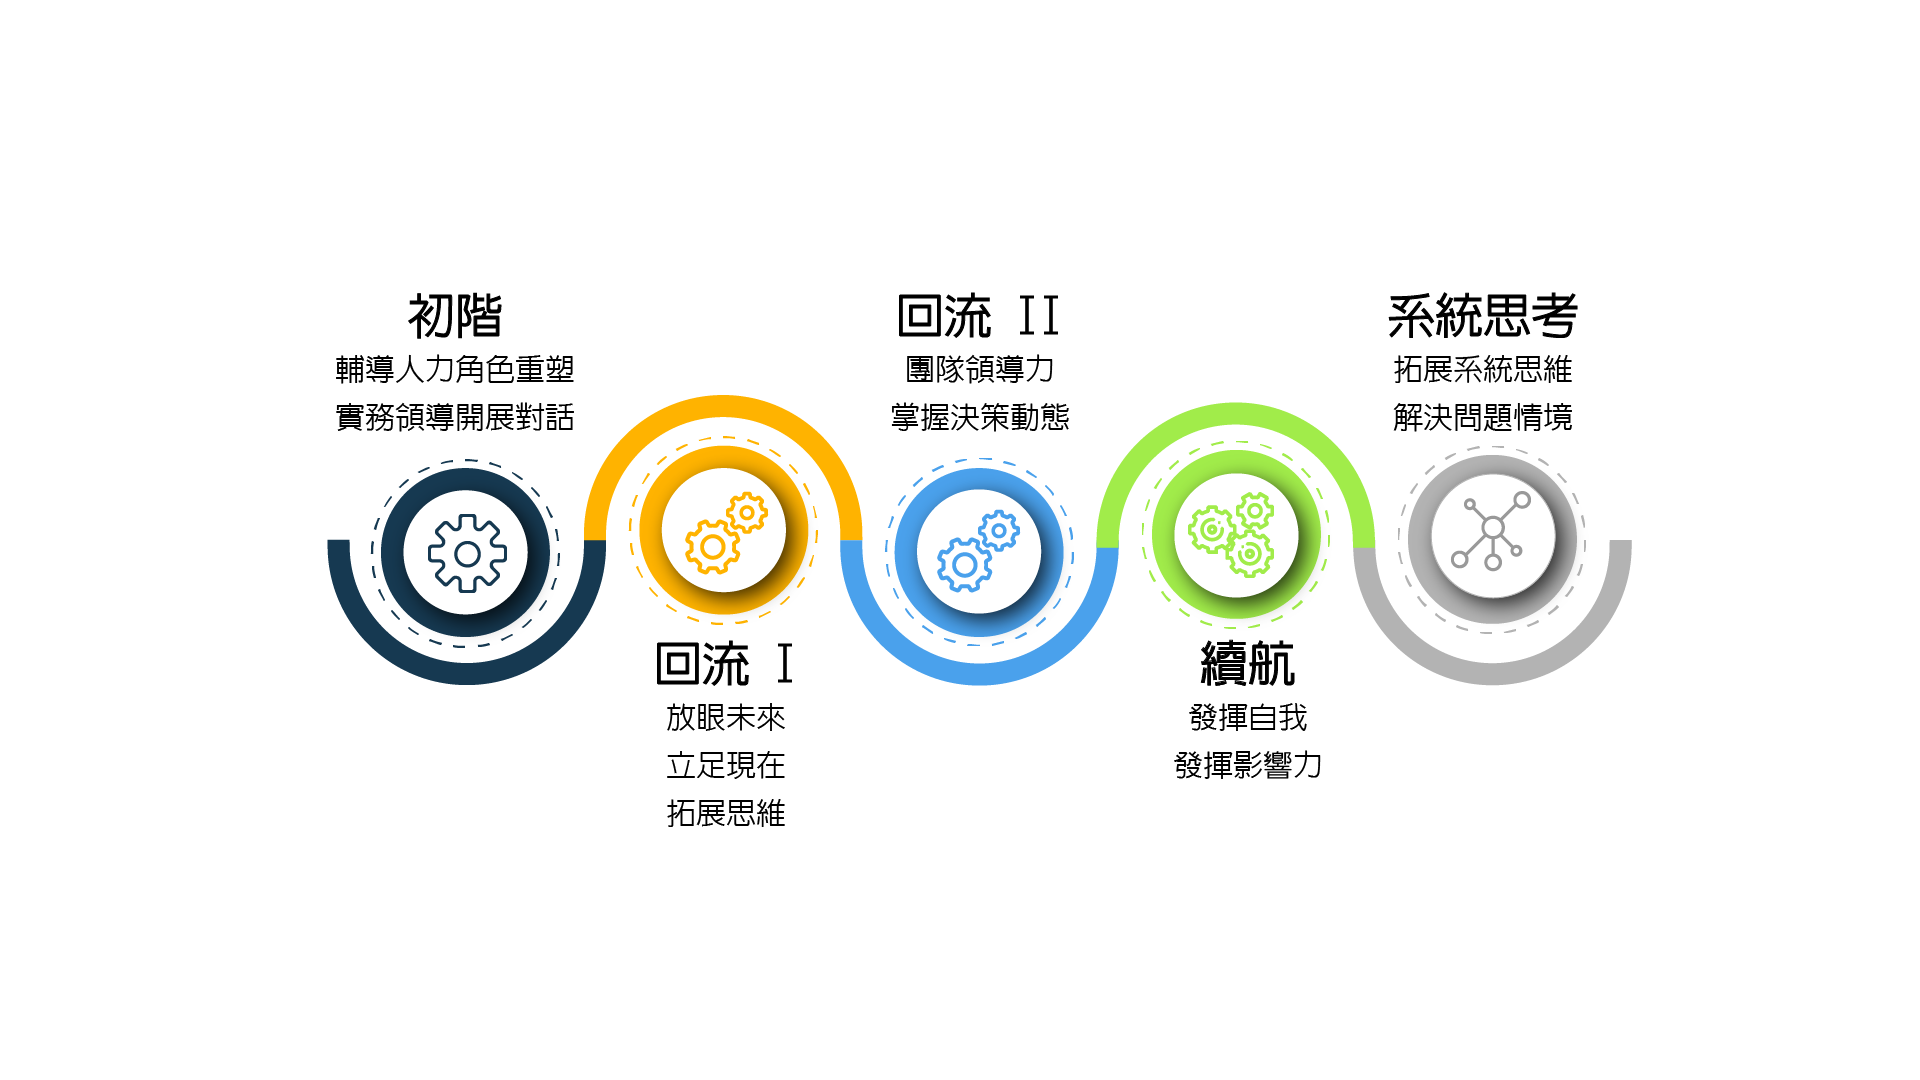 初階
輔導人力角色重塑
實務領導開展對話
回流 I
放眼未來
立足現在
拓展思維
回流 II
團隊領導力
掌握決策動態
續航
發揮自我
發揮影響力
系統思考
拓展系統思維
解決問題情境